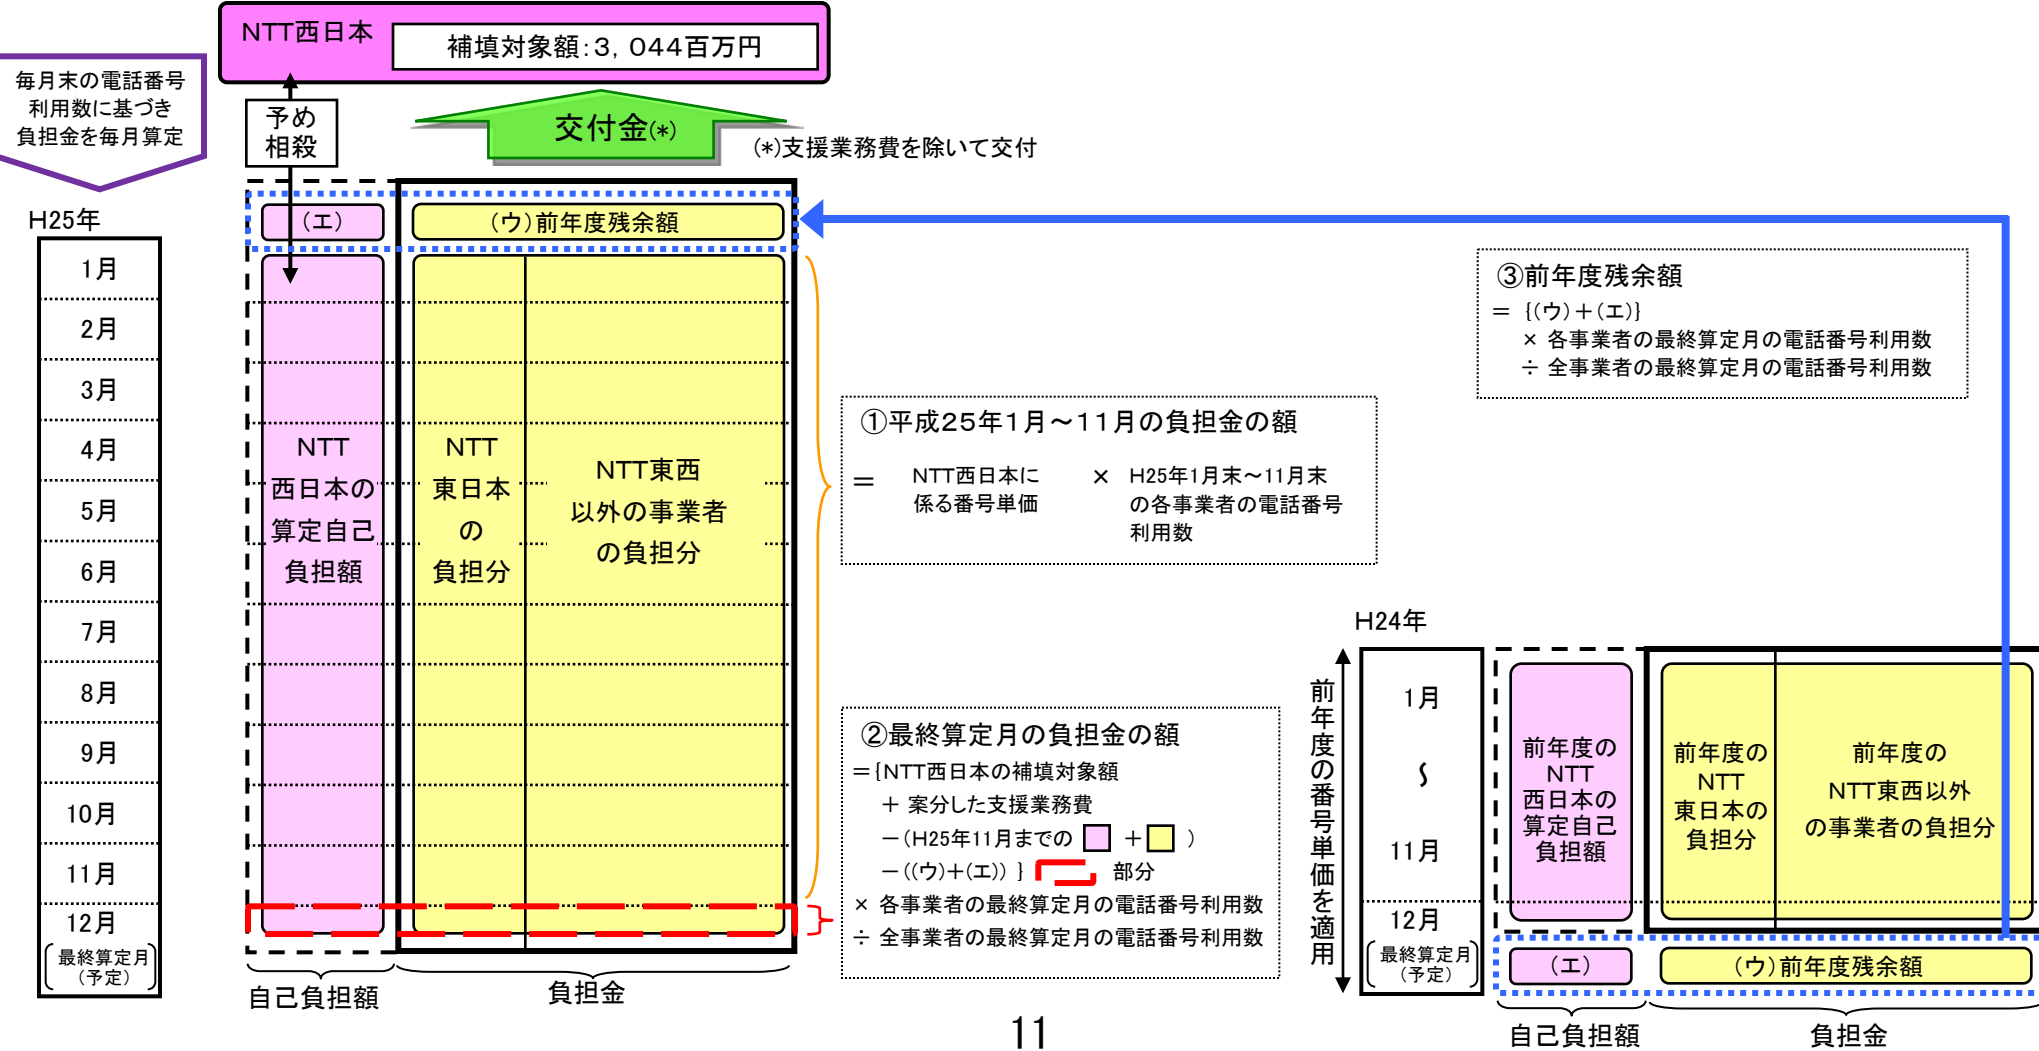 NTT西日本
補填対象額：３，０４４百万円
毎月末の電話番号
利用数に基づき
負担金を毎月算定
予め
相殺
交付金(*)
(*)支援業務費を除いて交付
H25年
1月
2月
3月
4月
5月
6月
7月
8月
9月
10月
11月
12月
最終算定月
(予定)
(エ)
(ウ)前年度残余額
NTT
西日本の
算定自己
負担額
NTT
東日本
の
負担分
NTT東西
以外の事業者
の負担分
自己負担額
負担金
①平成２５年１月～１１月の負担金の額
＝ NTT西日本に
係る番号単価
× H25年1月末～11月末
の各事業者の電話番号
利用数
②最終算定月の負担金の額
＝{NTT西日本の補填対象額
＋ 案分した支援業務費
－(H25年11月までの ＋ )
－((ウ)+(エ)) } 部分
× 各事業者の最終算定月の電話番号利用数
÷ 全事業者の最終算定月の電話番号利用数
③前年度残余額
＝ {(ウ)＋(エ)}
× 各事業者の最終算定月の電話番号利用数
÷ 全事業者の最終算定月の電話番号利用数
H24年
前年度の番号単価を適用
1月
～
11月
12月
最終算定月
(予定)
前年度の
NTT
西日本の
算定自己
負担額
前年度の
NTT
東日本の
負担分
前年度の
NTT東西以外
の事業者の負担分
(エ)
(ウ)前年度残余額
自己負担額
負担金
11